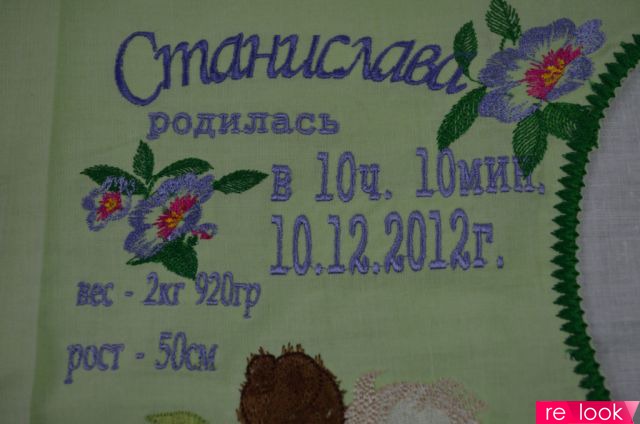 Станислава
родилась
в 10ч. 10мин.
10.12.2012г.
вес - 2кг 920гр
рост - 50см
re look